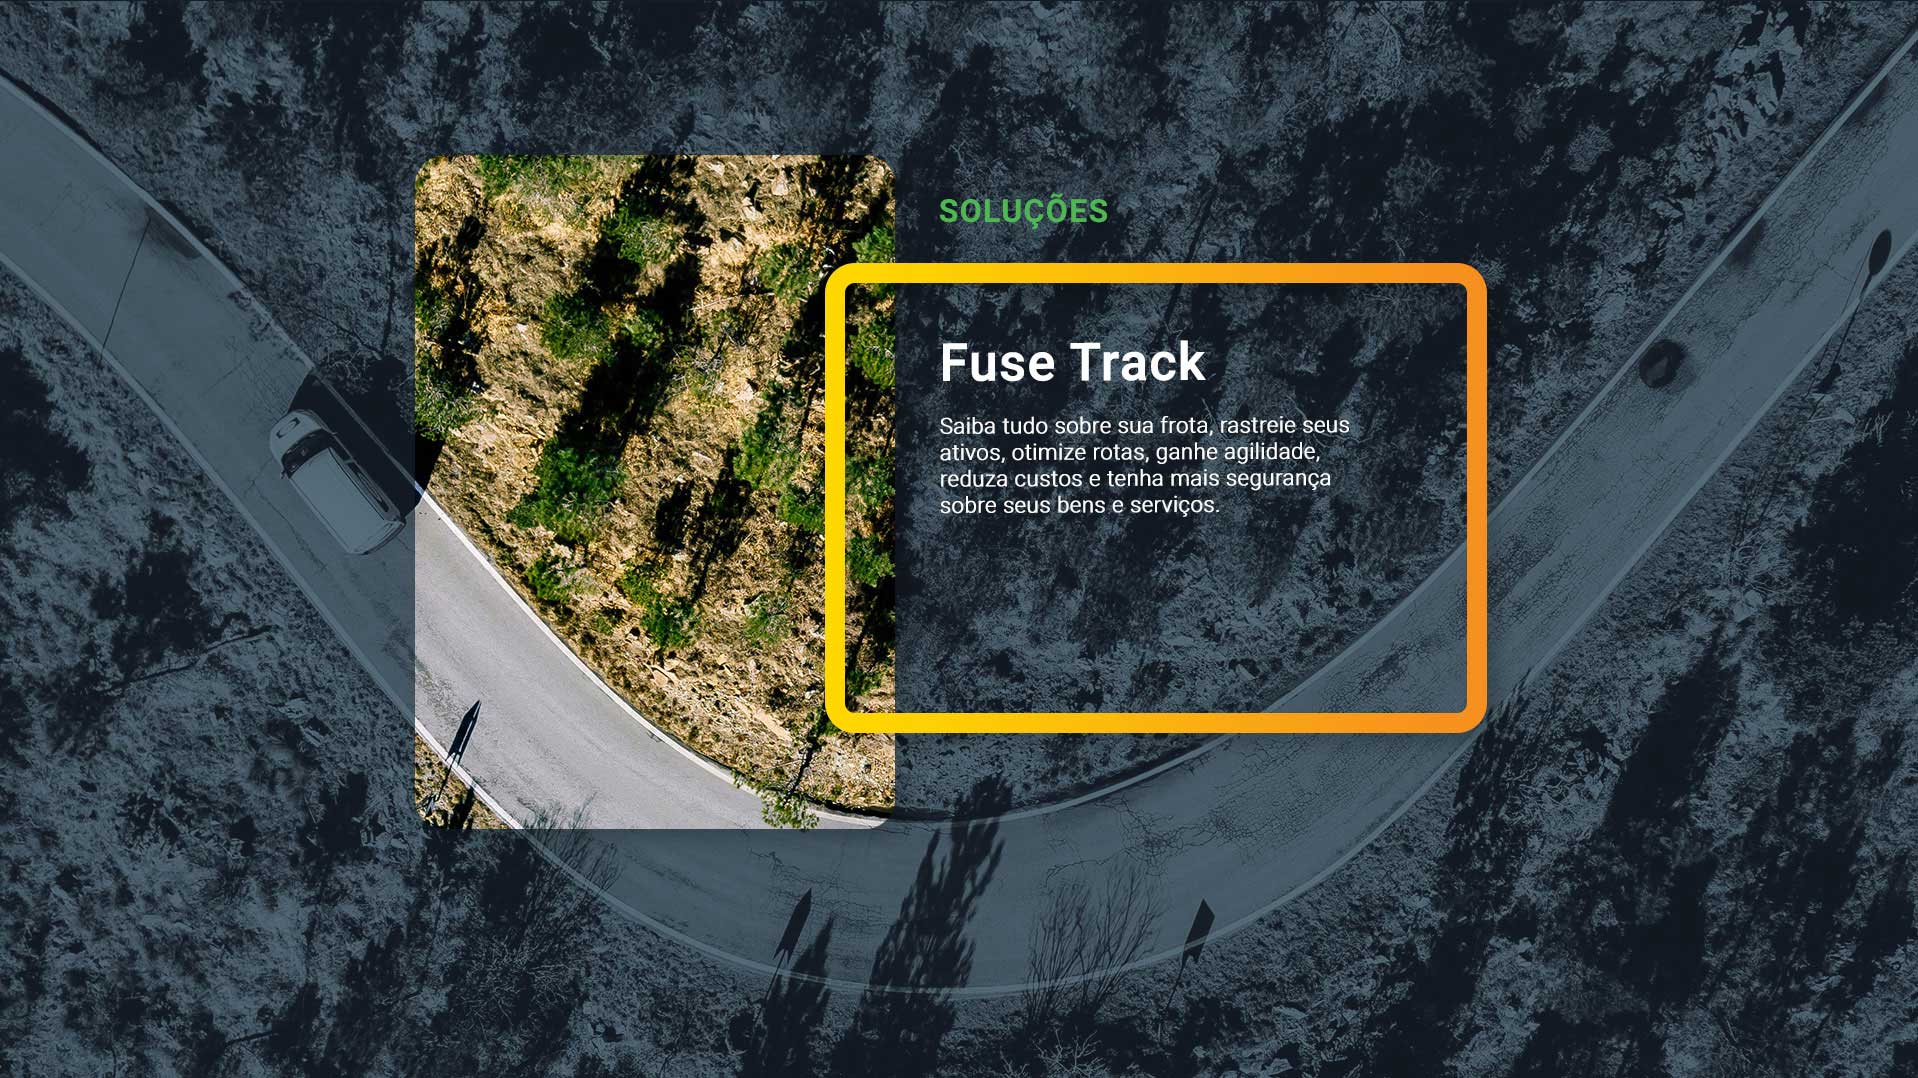 SOLUÇÕES
Fuse Track
Saiba tudo sobre sua frota, rastreie seus
ativos, otimize rotas, ganhe agilidade,
reduza custos e tenha mais segurança
sobre seus bens e serviços.